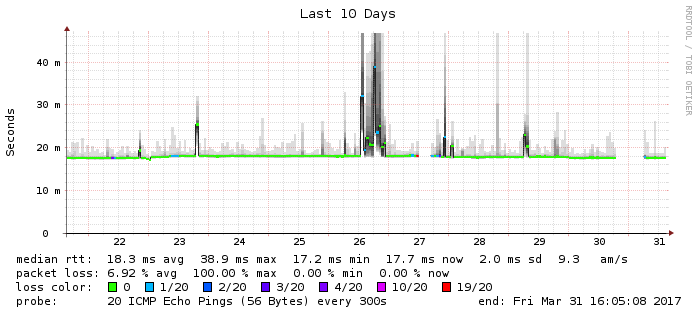 Last 10 Days
RRDTOOL / TOBI OETIKER
Seconds
40 m
30 m
20 m
10 m
0
22 23 24 25 26 27 28 29 30 31
median rtt: 18.3 ms avg 38.9 ms max 17.2 ms min 17.7 ms now 2.0 ms sd 9.3 am/s
packet loss: 6.92 % avg 100.00 % max 0.00 % min 0.00 % now
loss color: 0 1/20 2/20 3/20 4/20 10/20 19/20
probe: 20 ICMP Echo Pings (56 Bytes) every 300s end: Fri Mar 31 16:05:08 2017